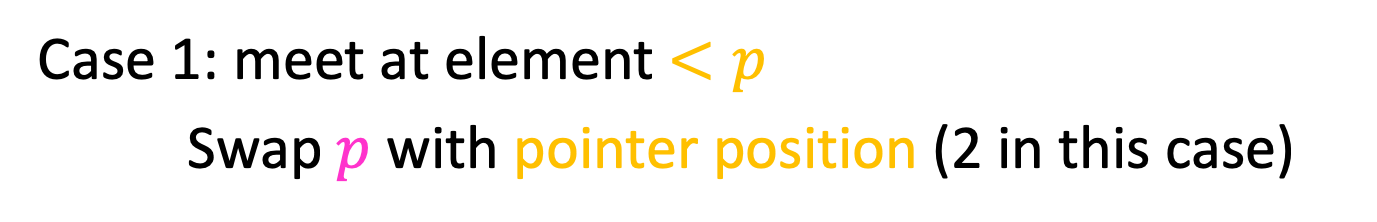 Case 1: meet at element < p
Swap p with pointer position (2 in this case)